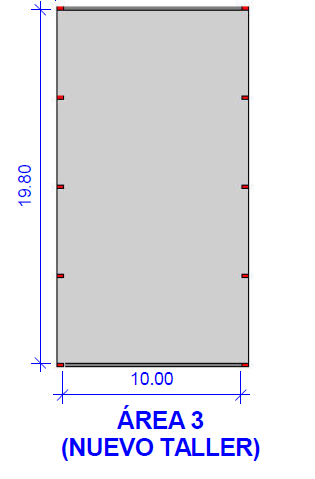 19.80
10.00
ÁREA 3
(NUEVO TALLER)